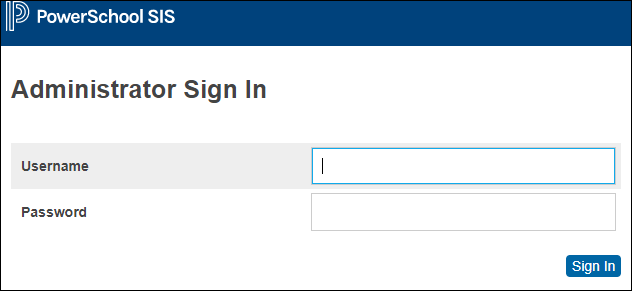 PowerSchool SIS
Administrator Sign In
Username
Password
Sign In